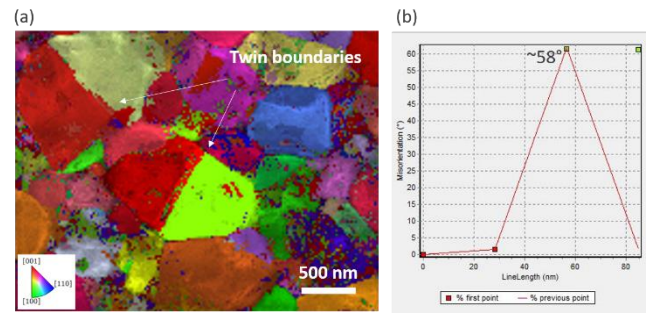 (a)
Twin boundaries
[001]
[110]
[100]
500 nm
(b)
~58°
Misorientation (°)
60
55
50
45
40
35
30
25
20
15
10
5
0
0 20 40 60 80
LineLength (nm)
% first point % previous point